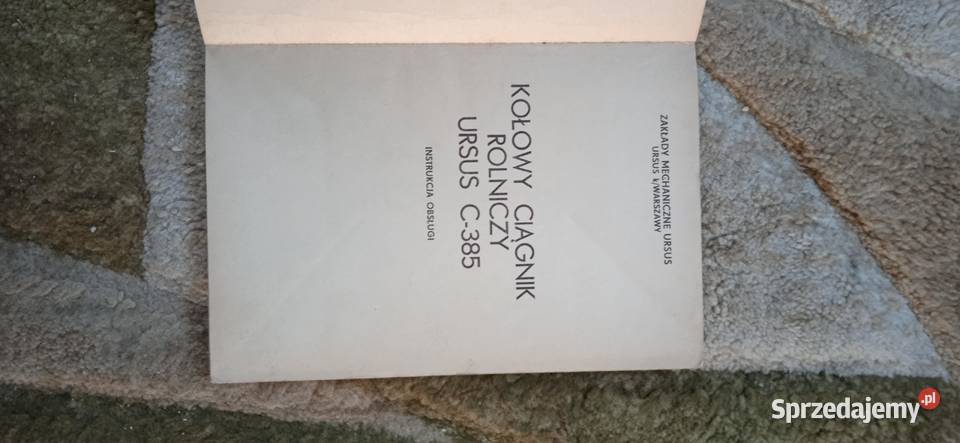 ZAKŁADY MECHANICZNE URSUS
URSUS k/WARSZAWY
KOŁOWY CIĄGNIK
ROLNICZY
URSUS C-385
INSTRUKCJA OBSŁUGI
Sprzedajemy.pl